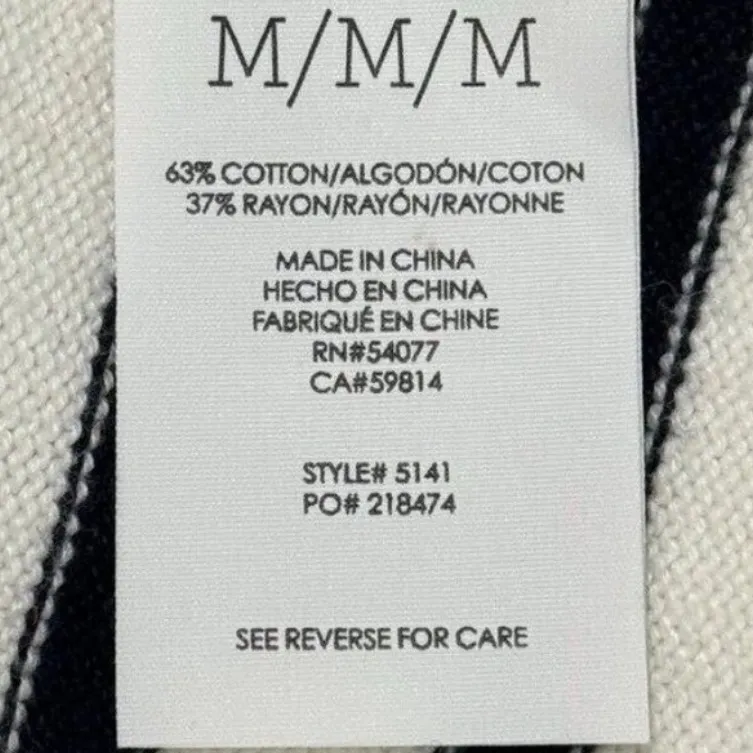 M/M/M
63% COTTON/ALGODÓN/COTON
37% RAYON/RAYÓN/RAYONNE
MADE IN CHINA
HECHO EN CHINA
FABRIQUÉ EN CHINE
RN#54077
CA#59814
STYLE# 5141
PO# 218474
SEE REVERSE FOR CARE